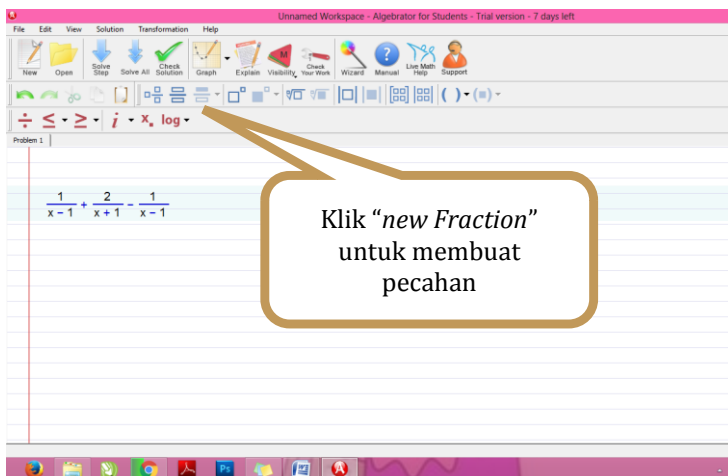 Unnamed Workspace - Algebrator for Students - Trial version - 7 days left
File Edit View Solution Transformation Help
New Open Solve Step Solve All Check Solution Graph Explain Visibility Check Your Work Wizard Manual Live Math Help Support
÷ ≤ ≥ i x. log
Problem 1
1/(x − 1) + 2/(x + 1) − 1/(x − 1)
Klik “new Fraction”
untuk membuat
pecahan